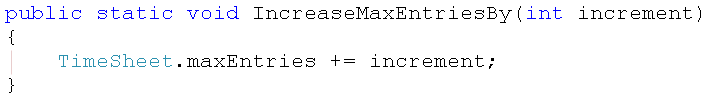 public static void IncreaseMaxEntriesBy(int increment)
{
    TimeSheet.maxEntries += increment;
}